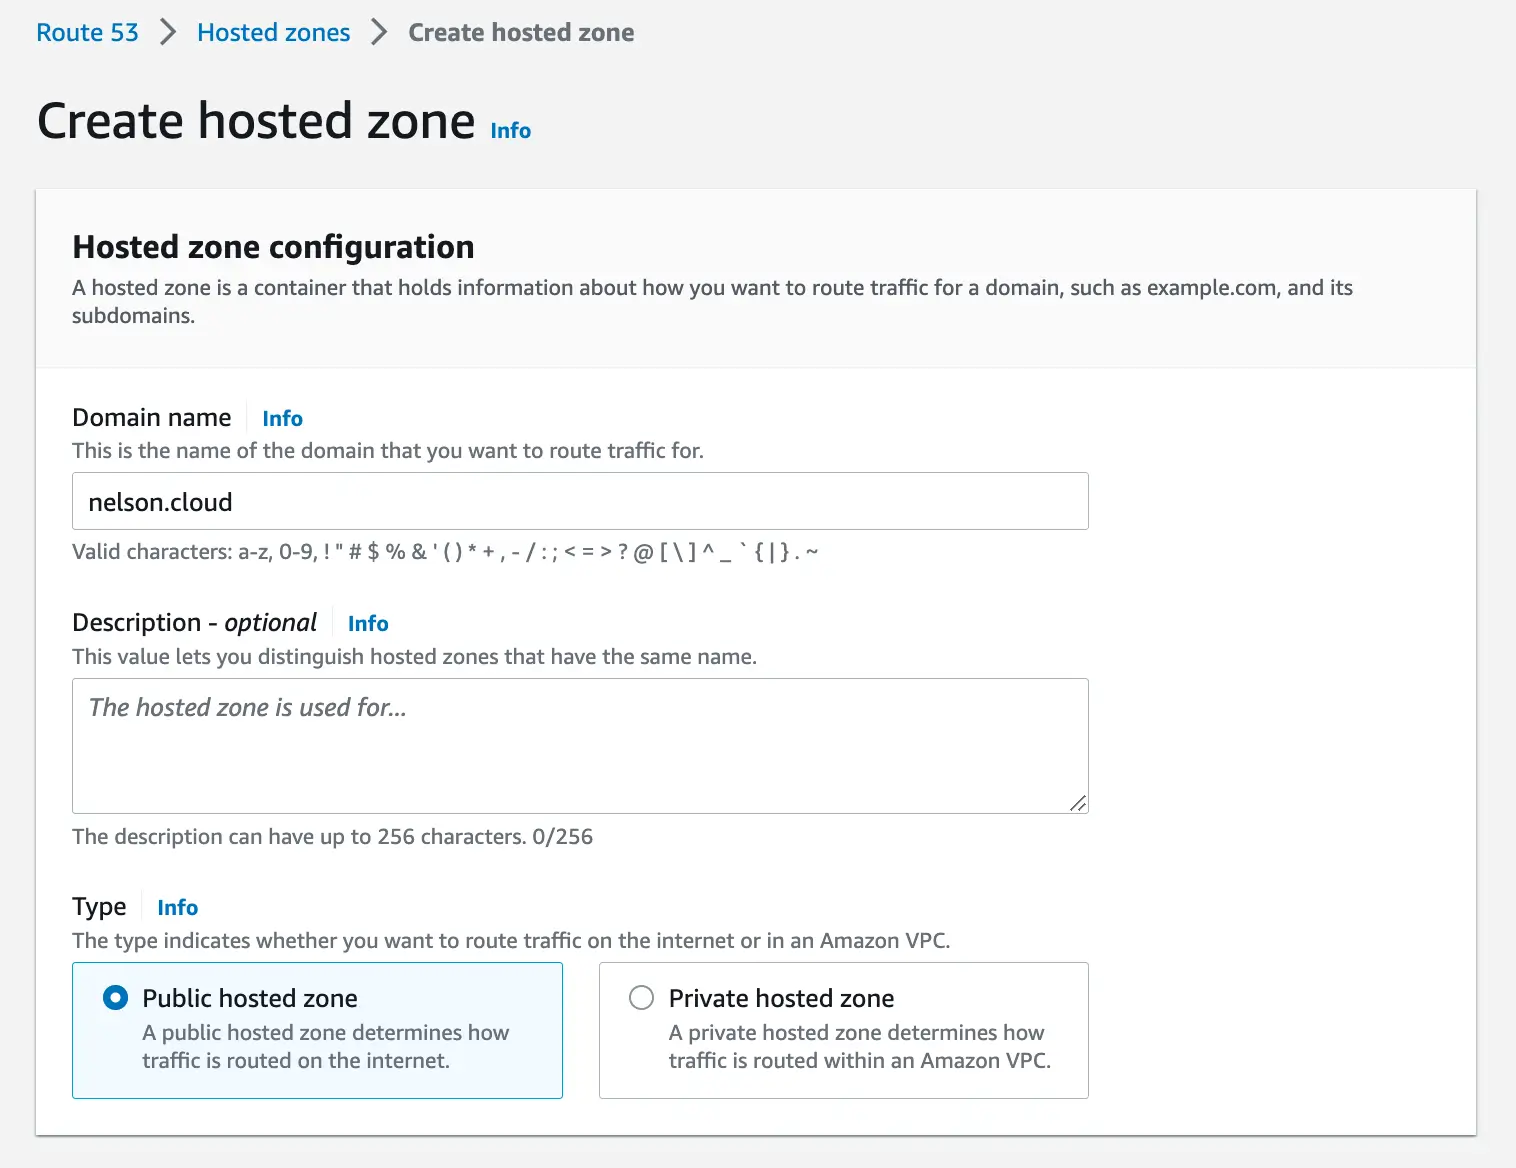 Route 53 > Hosted zones > Create hosted zone
Create hosted zone Info
Hosted zone configuration
A hosted zone is a container that holds information about how you want to route traffic for a domain, such as example.com, and its
subdomains.
Domain name Info
This is the name of the domain that you want to route traffic for.
nelson.cloud
Valid characters: a-z, 0-9, ! " # $ % & ' ( ) * + , - / : ; < = > ? @ [ \ ] ^ _ ` { | } . ~
Description - optional Info
This value lets you distinguish hosted zones that have the same name.
The hosted zone is used for...
The description can have up to 256 characters. 0/256
Type Info
The type indicates whether you want to route traffic on the internet or in an Amazon VPC.
Public hosted zone
A public hosted zone determines how
traffic is routed on the internet.
Private hosted zone
A private hosted zone determines how
traffic is routed within an Amazon VPC.